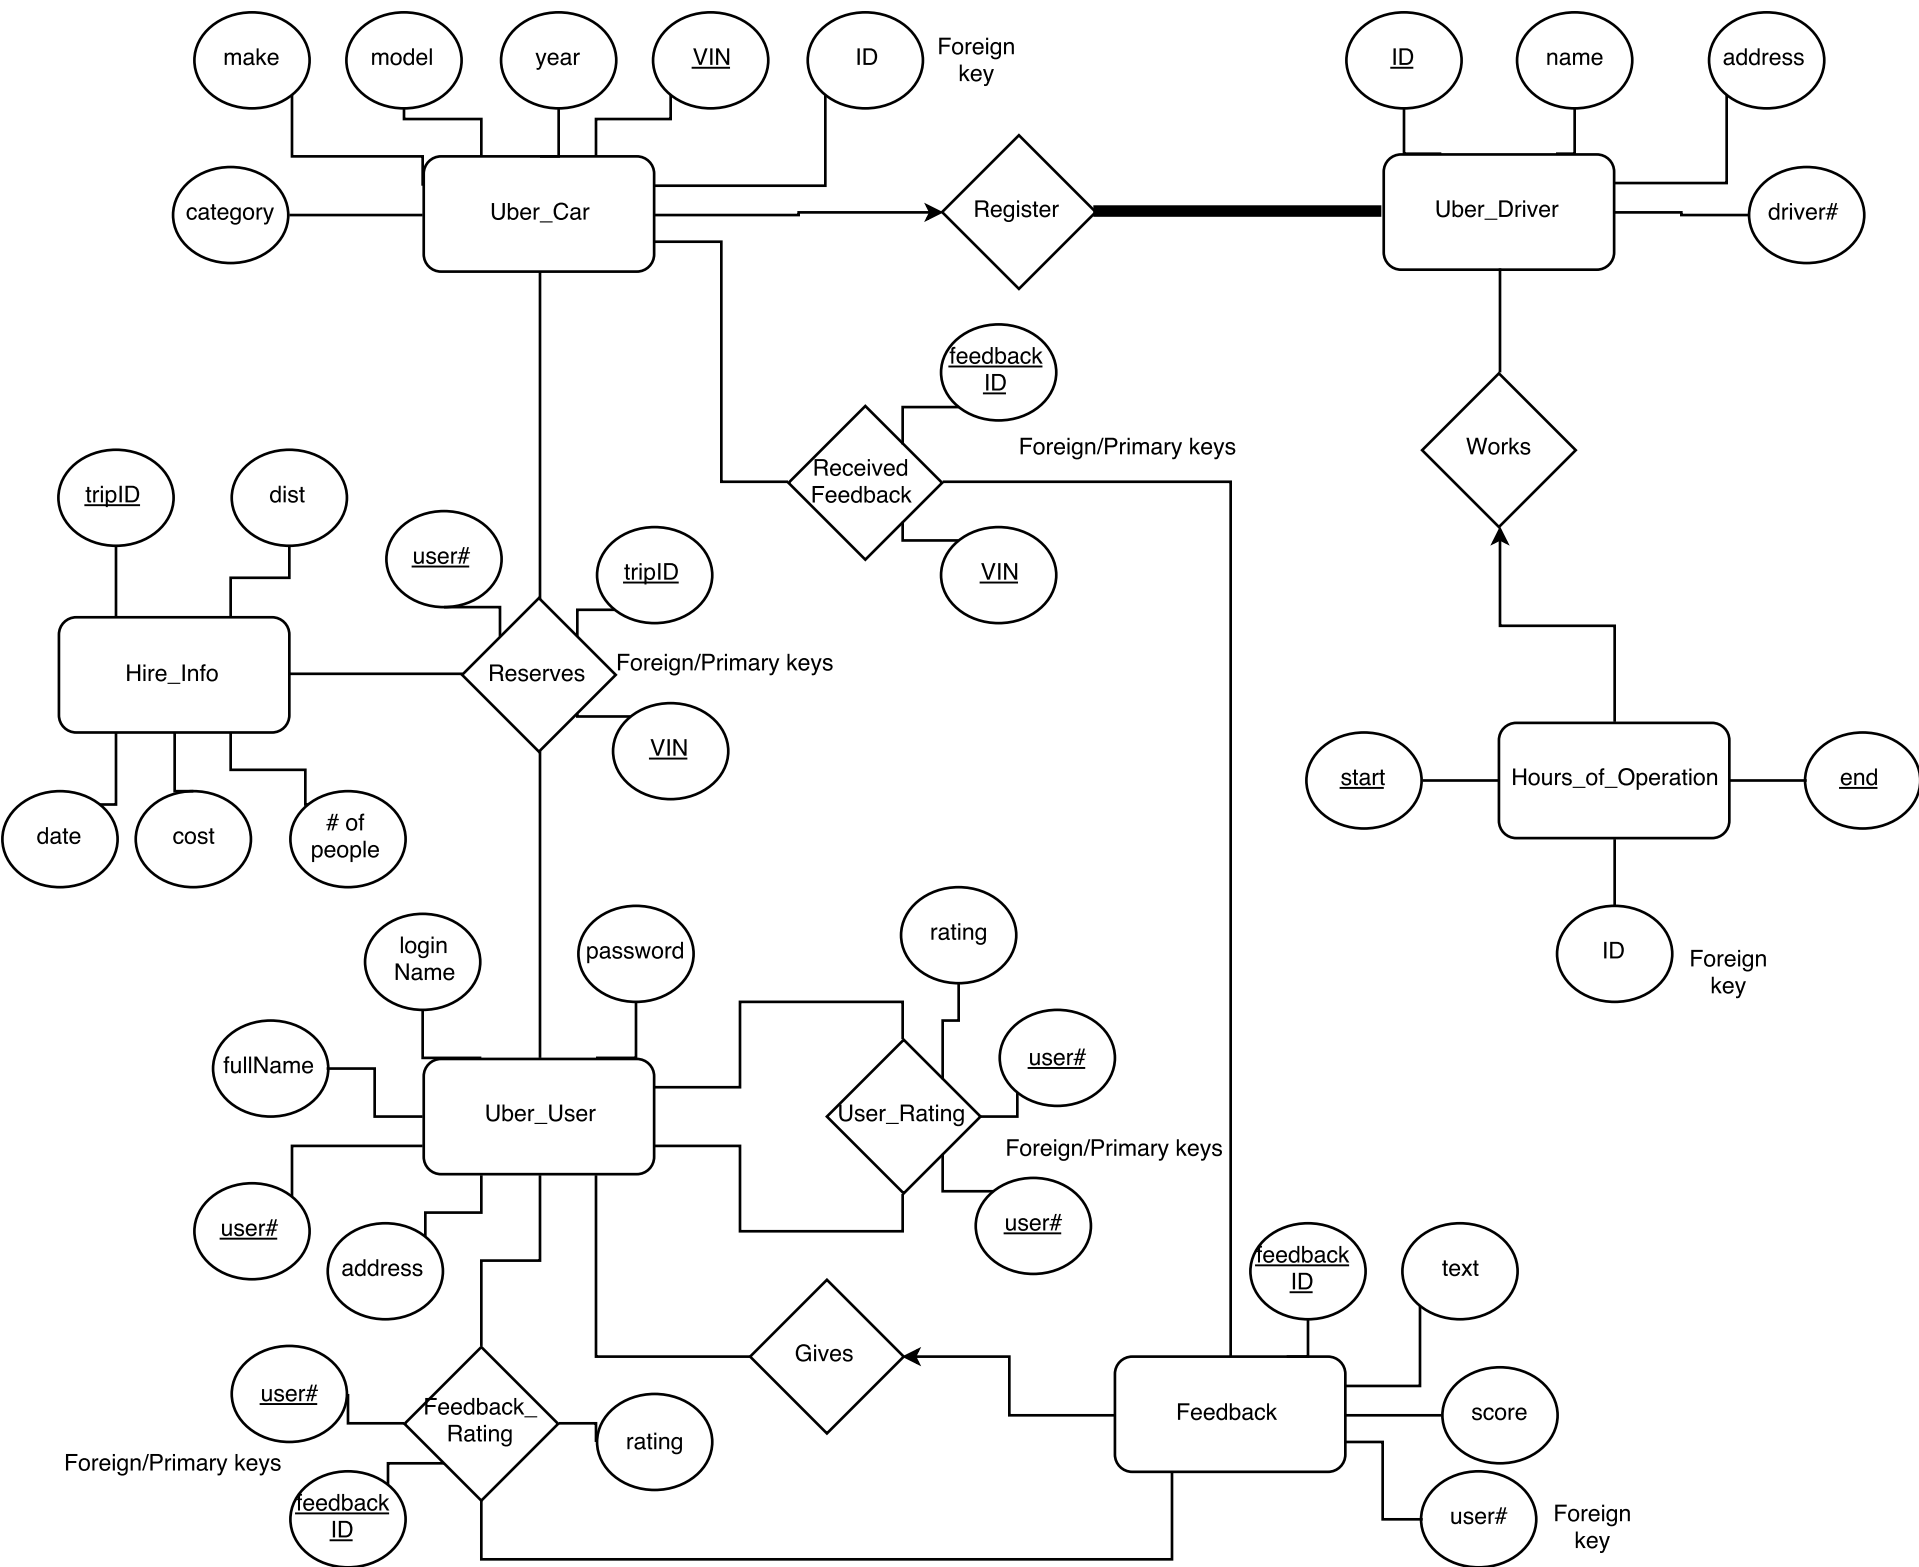 make
model
year
VIN
ID
Foreign
key
ID
name
address
category
Uber_Car
Register
Uber_Driver
driver#
feedback
ID
Foreign/Primary keys
Received
Feedback
Works
tripID
dist
user#
tripID
VIN
Hire_Info
Reserves
Foreign/Primary keys
VIN
start
Hours_of_Operation
end
date
cost
# of
people
ID
Foreign
key
login
Name
password
rating
fullName
user#
Uber_User
User_Rating
Foreign/Primary keys
user#
user#
address
feedback
ID
text
Gives
user#
Feedback_
Rating
rating
Feedback
score
Foreign/Primary keys
feedback
ID
user#
Foreign
key